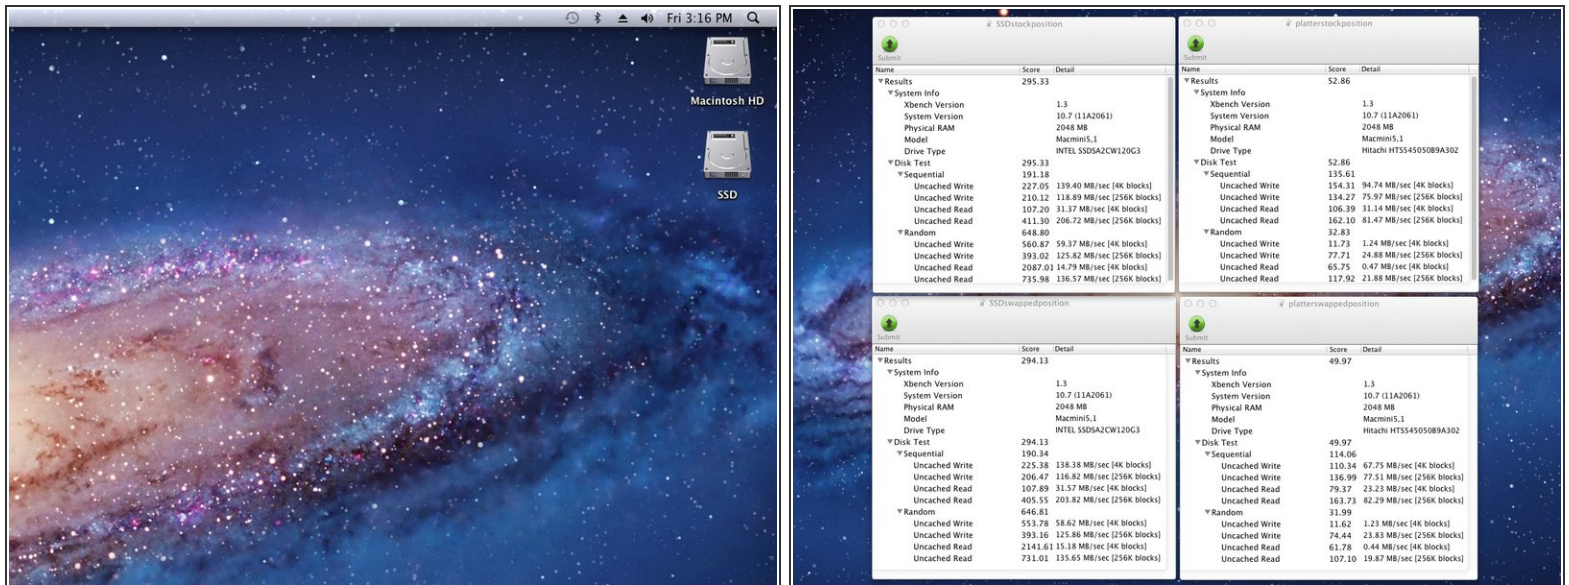 Fri 3:16 PM
Macintosh HD
SSD
SSDstockposition
Submit
Name Score Detail
Results 295.33
System Info
Xbench Version 1.3
System Version 10.7 (11A2061)
Physical RAM 2048 MB
Model Macmini5,1
Drive Type INTEL SSDSA2CW120G3
Disk Test 295.33
Sequential 191.18
Uncached Write 227.05 139.40 MB/sec [4K blocks]
Uncached Write 210.12 118.89 MB/sec [256K blocks]
Uncached Read 107.20 31.37 MB/sec [4K blocks]
Uncached Read 411.30 206.72 MB/sec [256K blocks]
Random 648.80
Uncached Write 560.87 59.37 MB/sec [4K blocks]
Uncached Write 393.02 125.82 MB/sec [256K blocks]
Uncached Read 2087.01 14.79 MB/sec [4K blocks]
Uncached Read 735.98 136.57 MB/sec [256K blocks]
platterstockposition
Submit
Name Score Detail
Results 52.86
System Info
Xbench Version 1.3
System Version 10.7 (11A2061)
Physical RAM 2048 MB
Model Macmini5,1
Drive Type Hitachi HTS545050B9A302
Disk Test 52.86
Sequential 135.61
Uncached Write 154.31 94.74 MB/sec [4K blocks]
Uncached Write 134.27 75.97 MB/sec [256K blocks]
Uncached Read 106.39 31.14 MB/sec [4K blocks]
Uncached Read 162.10 81.47 MB/sec [256K blocks]
Random 32.83
Uncached Write 11.73 1.24 MB/sec [4K blocks]
Uncached Write 77.71 24.88 MB/sec [256K blocks]
Uncached Read 65.75 0.47 MB/sec [4K blocks]
Uncached Read 117.92 21.88 MB/sec [256K blocks]
SSDswappedposition
Submit
Name Score Detail
Results 294.13
System Info
Xbench Version 1.3
System Version 10.7 (11A2061)
Physical RAM 2048 MB
Model Macmini5,1
Drive Type INTEL SSDSA2CW120G3
Disk Test 294.13
Sequential 190.34
Uncached Write 225.38 138.38 MB/sec [4K blocks]
Uncached Write 206.47 116.82 MB/sec [256K blocks]
Uncached Read 107.89 31.57 MB/sec [4K blocks]
Uncached Read 405.55 203.82 MB/sec [256K blocks]
Random 646.81
Uncached Write 553.78 58.62 MB/sec [4K blocks]
Uncached Write 393.16 125.86 MB/sec [256K blocks]
Uncached Read 2141.61 15.18 MB/sec [4K blocks]
Uncached Read 731.01 135.65 MB/sec [256K blocks]
platterswappedposition
Submit
Name Score Detail
Results 49.97
System Info
Xbench Version 1.3
System Version 10.7 (11A2061)
Physical RAM 2048 MB
Model Macmini5,1
Drive Type Hitachi HTS545050B9A302
Disk Test 49.97
Sequential 114.06
Uncached Write 110.34 67.75 MB/sec [4K blocks]
Uncached Write 136.99 77.51 MB/sec [256K blocks]
Uncached Read 79.37 23.23 MB/sec [4K blocks]
Uncached Read 163.73 82.29 MB/sec [256K blocks]
Random 31.99
Uncached Write 11.62 1.23 MB/sec [4K blocks]
Uncached Write 74.44 23.83 MB/sec [256K blocks]
Uncached Read 61.78 0.44 MB/sec [4K blocks]
Uncached Read 107.10 19.87 MB/sec [256K blocks]